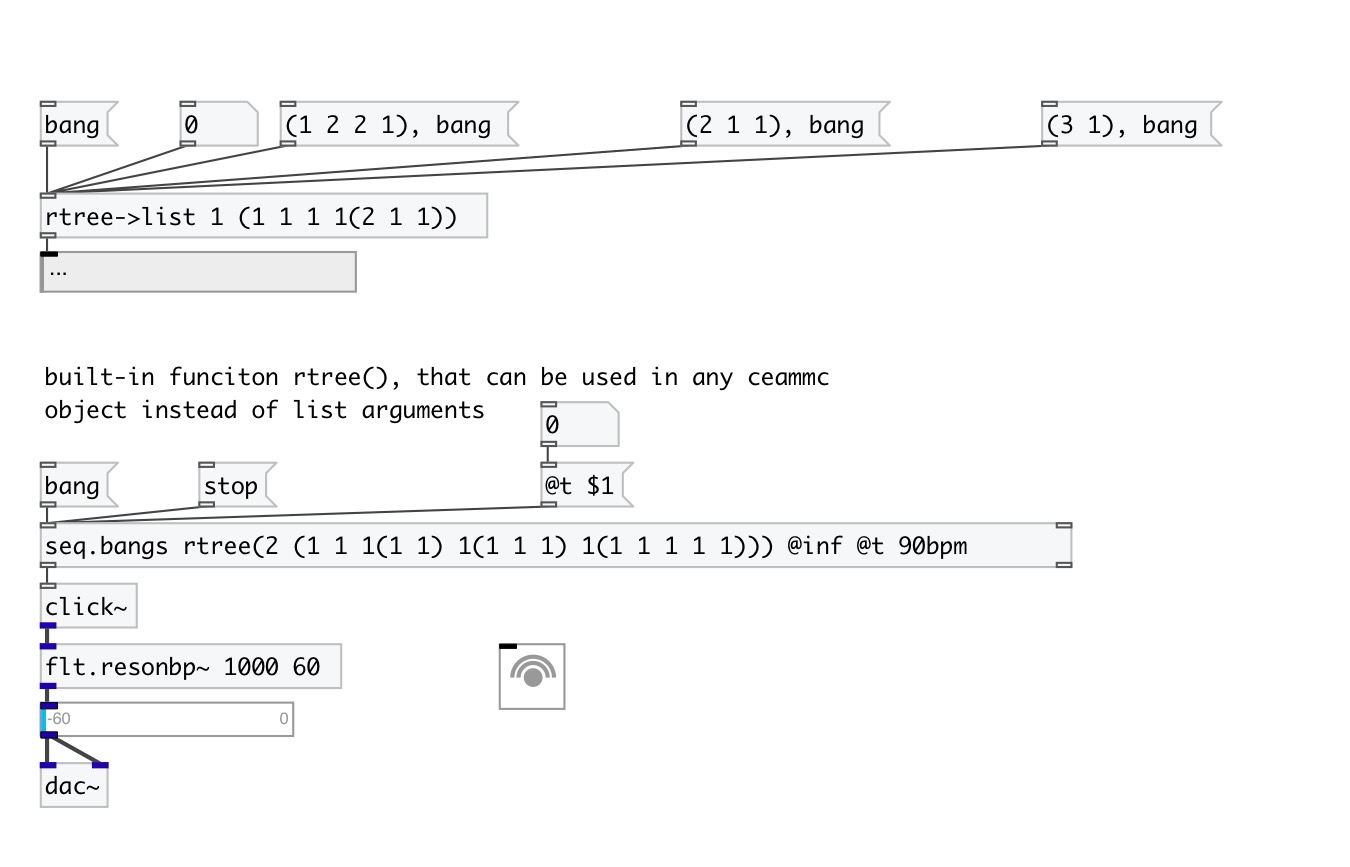 bang 0 (1 2 2 1), bang (2 1 1), bang (3 1), bang
rtree->list 1 (1 1 1 1(2 1 1))
...
built-in funciton rtree(), that can be used in any ceammc
object instead of list arguments
0
bang stop @t $1
seq.bangs rtree(2 (1 1 1(1 1) 1(1 1 1) 1(1 1 1 1 1))) @inf @t 90bpm
click~
flt.resonbp~ 1000 60
-60 0
dac~